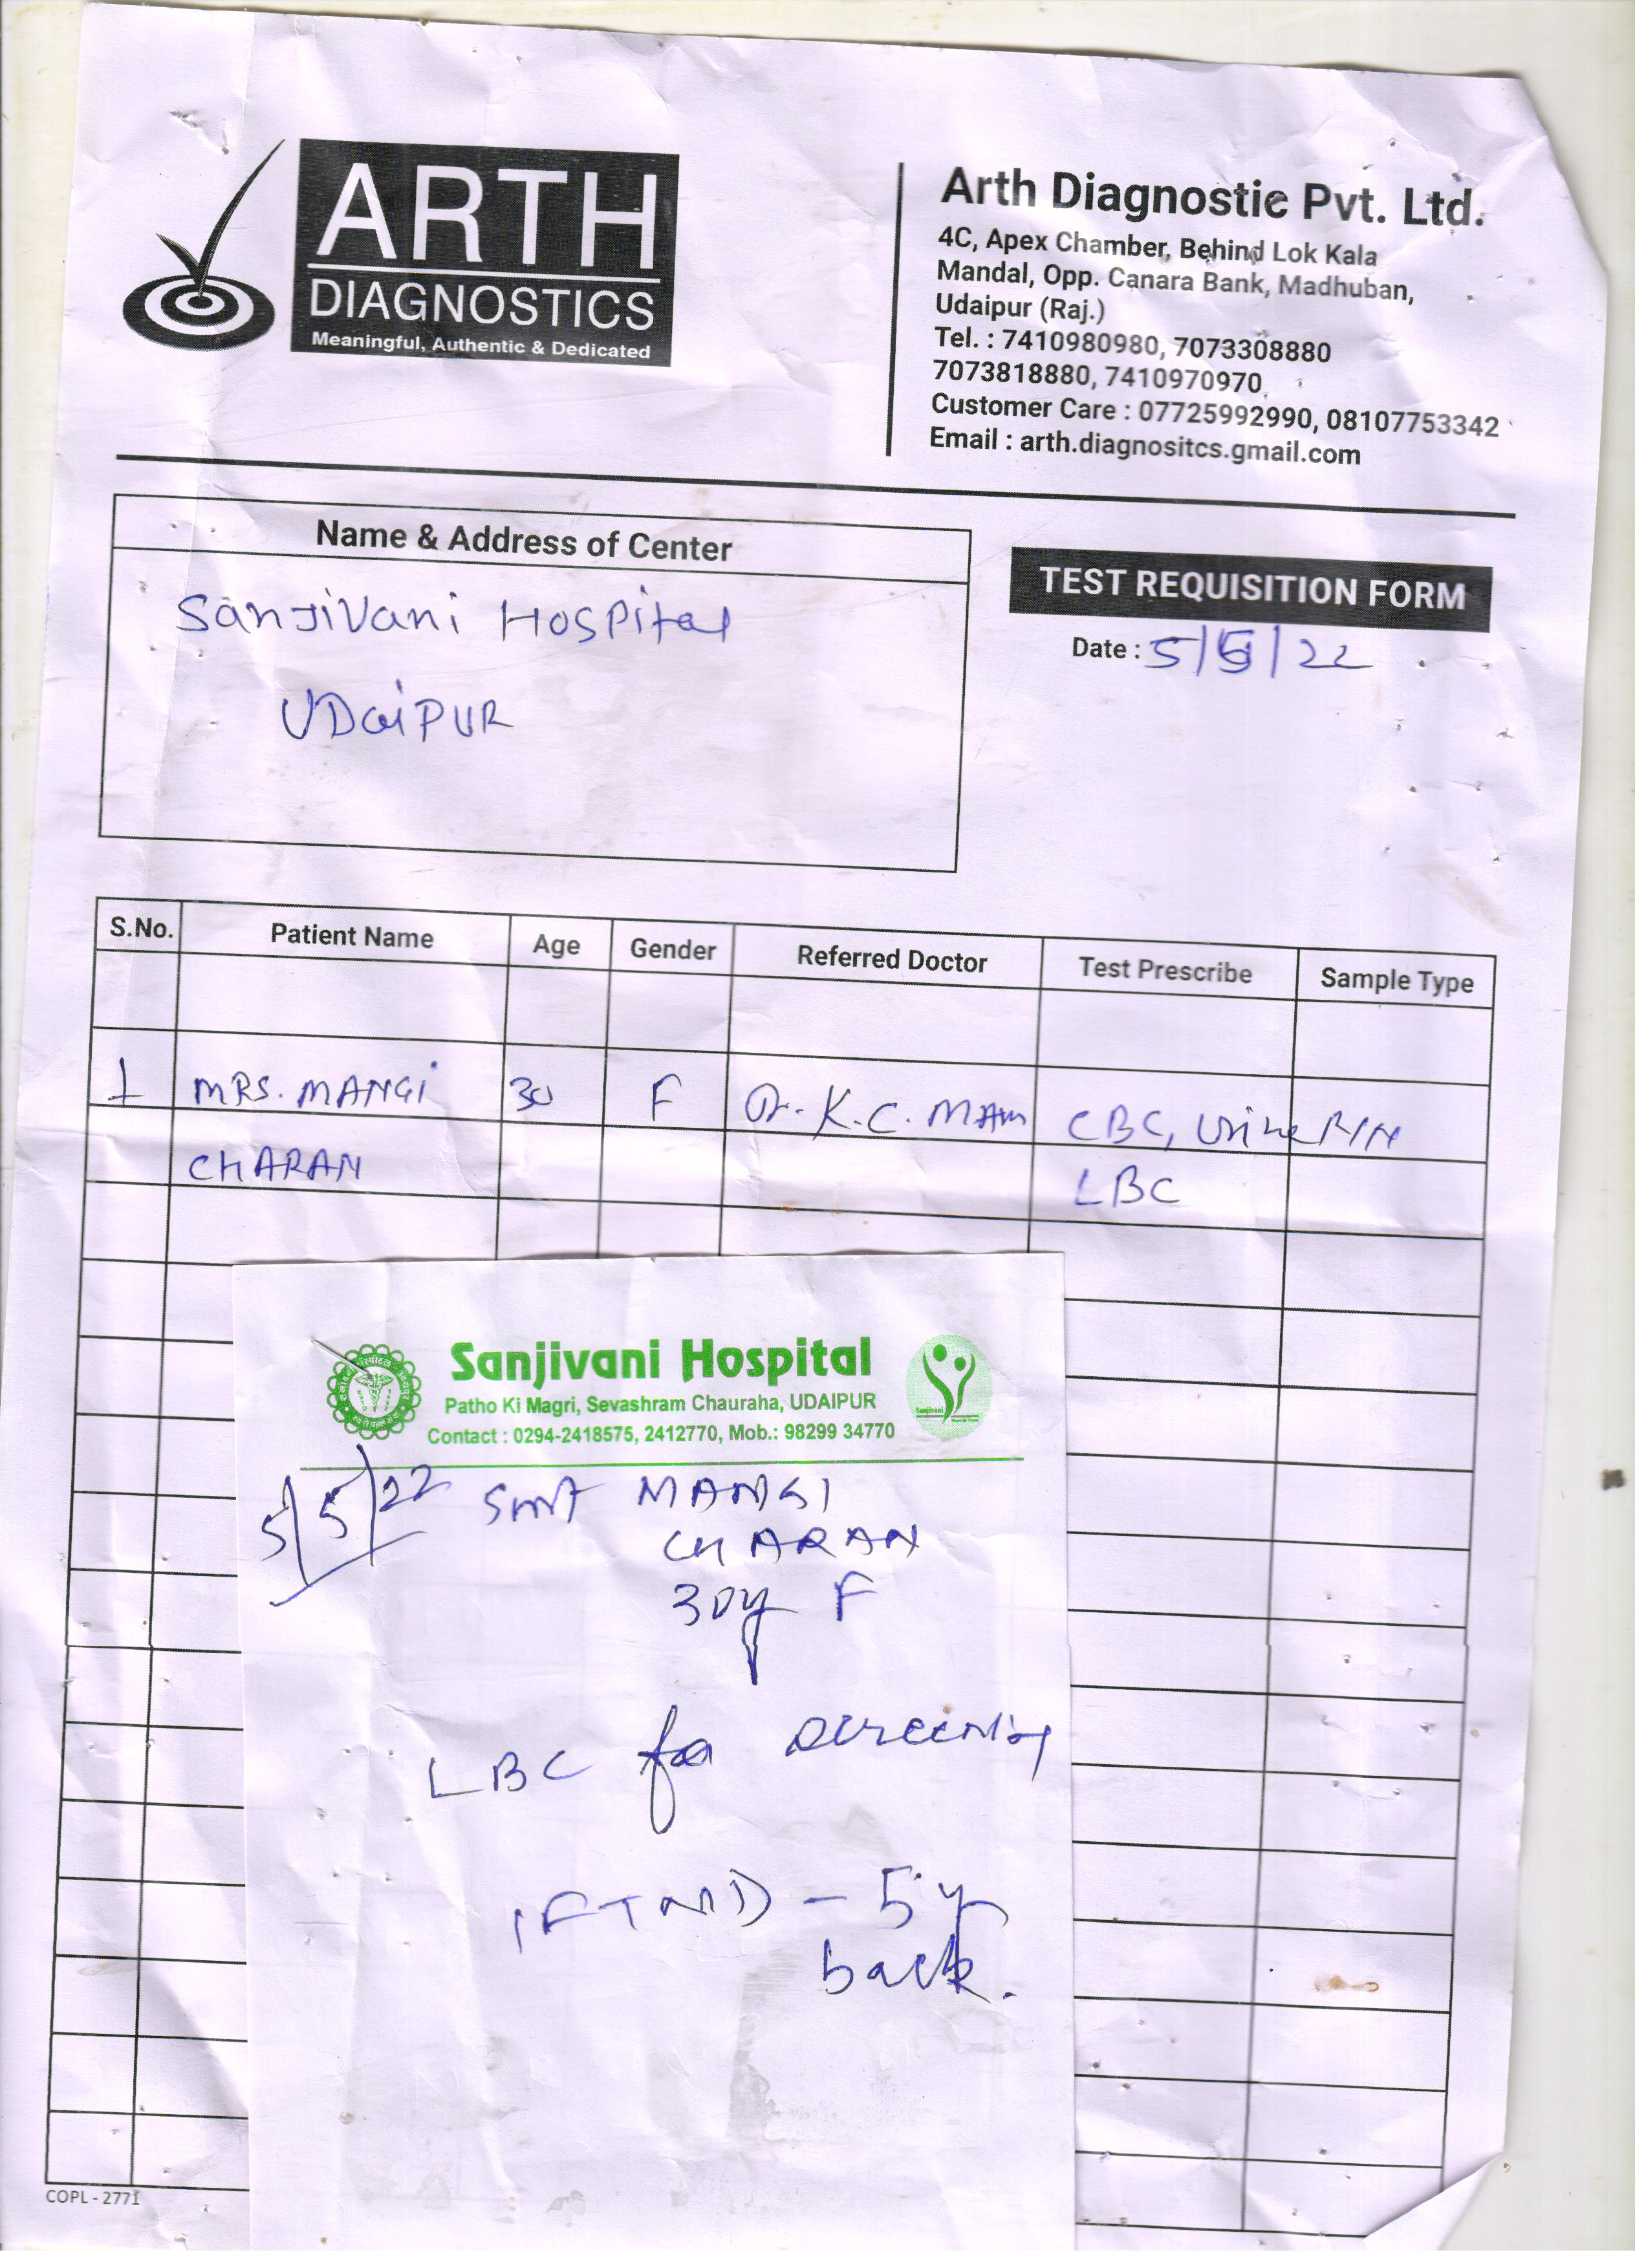 ARTH
DIAGNOSTICS
Meaningful, Authentic & Dedicated
Arth Diagnostic Pvt. Ltd.
4C, Apex Chamber, Behind Lok Kala
Mandal, Opp. Canara Bank, Madhuban,
Udaipur (Raj.)
Tel. : 7410980980, 7073308880
7073818880, 7410970970
Customer Care : 07725992990, 08107753342
Email : arth.diagnositcs.gmail.com
Name & Address of Center
SanJiVani HosPital
UDaiPUR
TEST REQUISITION FORM
Date : 5/5/22
S.No. Patient Name Age Gender Referred Doctor Test Prescribe Sample Type
1 MRS. MANGi 30 F Dr. K.C. MAm CBC, Urine R/M
CHARAN LBC
Sanjivani Hospital
Patho Ki Magri, Sevashram Chauraha, UDAIPUR
Contact : 0294-2418575, 2412770, Mob.: 98299 34770
Sanjivani
5/5/22 Smt MANGI
CHARAN
30y F
LBC for screening
1FTND - 5y
back.
COPL - 2771